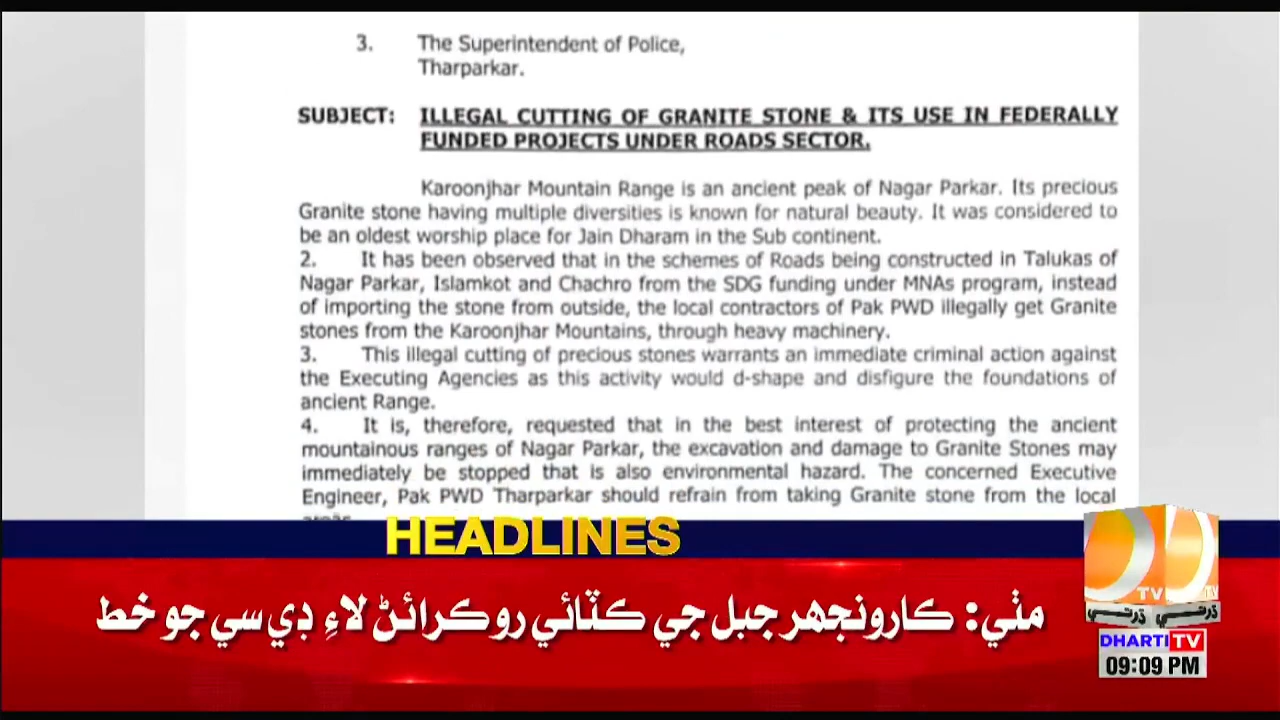 3. The Superintendent of Police,
Tharparkar.
SUBJECT: ILLEGAL CUTTING OF GRANITE STONE & ITS USE IN FEDERALLY
FUNDED PROJECTS UNDER ROADS SECTOR.
Karoonjhar Mountain Range is an ancient peak of Nagar Parkar. Its precious
Granite stone having multiple diversities is known for natural beauty. It was considered to
be an oldest worship place for Jain Dharam in the Sub continent.
2. It has been observed that in the schemes of Roads being constructed in Talukas of
Nagar Parkar, Islamkot and Chachro from the SDG funding under MNAs program, instead
of importing the stone from outside, the local contractors of Pak PWD illegally get Granite
stones from the Karoonjhar Mountains, through heavy machinery.
3. This illegal cutting of precious stones warrants an immediate criminal action against
the Executing Agencies as this activity would d-shape and disfigure the foundations of
ancient Range.
4. It is, therefore, requested that in the best interest of protecting the ancient
mountainous ranges of Nagar Parkar, the excavation and damage to Granite Stones may
immediately be stopped that is also environmental hazard. The concerned Executive
Engineer, Pak PWD Tharparkar should refrain from taking Granite stone from the local
HEADLINES
مٺي: ڪارونجهر جبل جي ڪٽائي روڪرائڻ لاءِ ڊي سي جو خط
TV TV
ڌرتي ڌرتي
DHARTI TV
09:09 PM